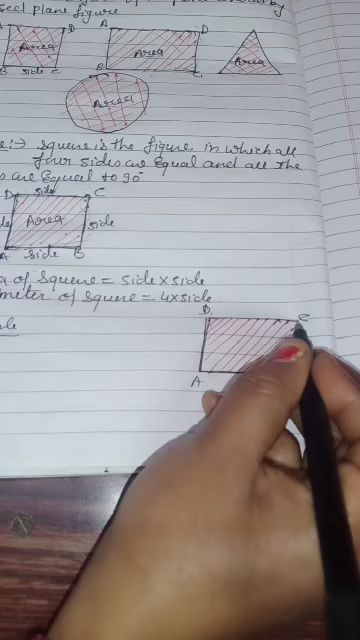 sed plane figure
A D A D
Area Area Area
B side C B C
Area
e:→ square is the figure in which all
four sides are Equal and all the
s are Equal to 90°
D side C
Area side
A side B
a of Square = side x side
meter of squre = 4 x side
D C
A